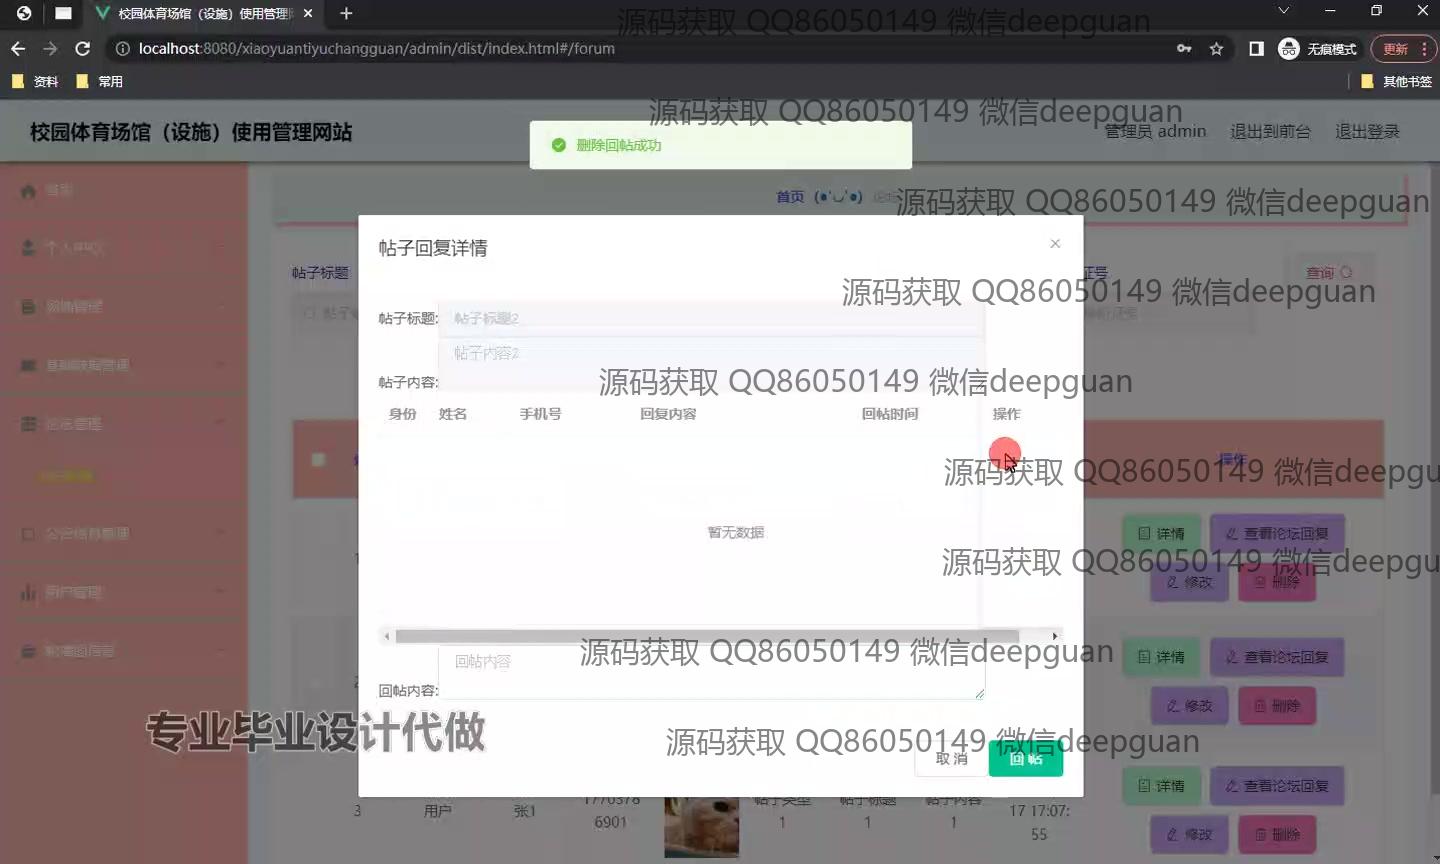 校园体育场馆（设施）使用管理
源码获取 QQ86050149 微信deepguan
localhost:8080/xiaoyuantiyuchangguan/admin/dist/index.html#/forum
无痕模式
更新
资料
常用
其他书签
源码获取 QQ86050149 微信deepguan
校园体育场馆（设施）使用管理网站
管理员 admin
退出到前台
退出登录
删除回帖成功
首页
源码获取 QQ86050149 微信deepguan
帖子回复详情
帖子标题
查询
源码获取 QQ86050149 微信deepguan
帖子标题:
帖子标题2
帖子内容2
帖子内容:
源码获取 QQ86050149 微信deepguan
身份
姓名
手机号
回复内容
回帖时间
操作
操作
源码获取 QQ86050149 微信deepguan
暂无数据
详情
查看论坛回复
源码获取 QQ86050149 微信deepguan
修改
删除
回帖内容
源码获取 QQ86050149 微信deepguan
详情
查看论坛回复
回帖内容:
修改
删除
专业毕业设计代做
源码获取 QQ86050149 微信deepguan
取 消
回 帖
详情
查看论坛回复
3
用户
张1
1770378
6901
帖子类型
1
帖子标题
1
帖子内容
1
17 17:07:
55
修改
删除